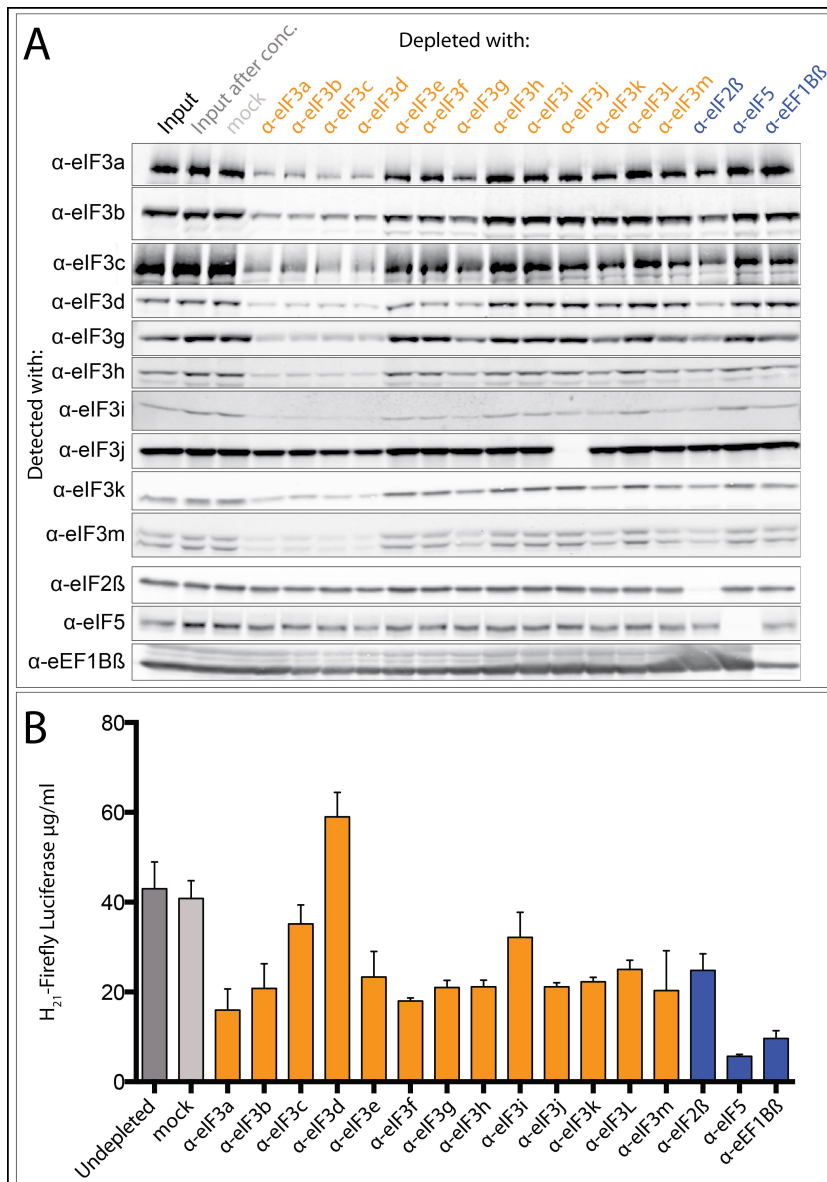 A
Depleted with:
Input
Input after conc.
mock
α-eIF3a
α-eIF3b
α-eIF3c
α-eIF3d
α-eIF3e
α-eIF3f
α-eIF3g
α-eIF3h
α-eIF3i
α-eIF3j
α-eIF3k
α-eIF3L
α-eIF3m
α-eIF2ß
α-eIF5
α-eEF1Bß
Detected with:
α-eIF3a
α-eIF3b
α-eIF3c
α-eIF3d
α-eIF3g
α-eIF3h
α-eIF3i
α-eIF3j
α-eIF3k
α-eIF3m
α-eIF2ß
α-eIF5
α-eEF1Bß
B
H21-Firefly Luciferase µg/ml
80
60
40
20
0
Undepleted
mock
α-eIF3a
α-eIF3b
α-eIF3c
α-eIF3d
α-eIF3e
α-eIF3f
α-eIF3g
α-eIF3h
α-eIF3i
α-eIF3j
α-eIF3k
α-eIF3L
α-eIF3m
α-eIF2ß
α-eIF5
α-eEF1Bß